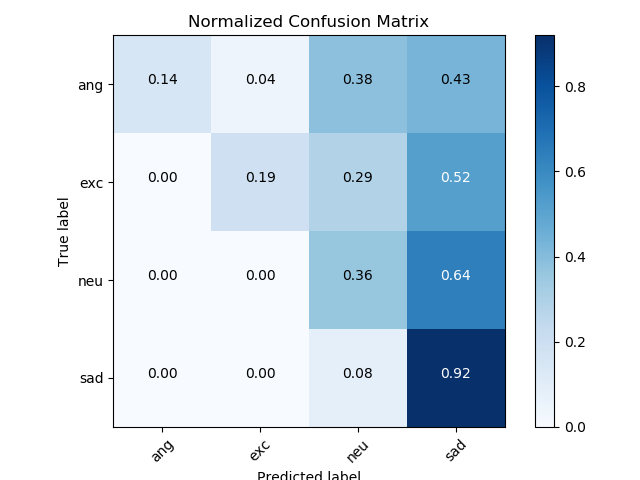 Normalized Confusion Matrix
ang 0.14 0.04 0.38 0.43
exc 0.00 0.19 0.29 0.52
neu 0.00 0.00 0.36 0.64
sad 0.00 0.00 0.08 0.92
ang exc neu sad
True label
Predicted label
0.8
0.6
0.4
0.2
0.0